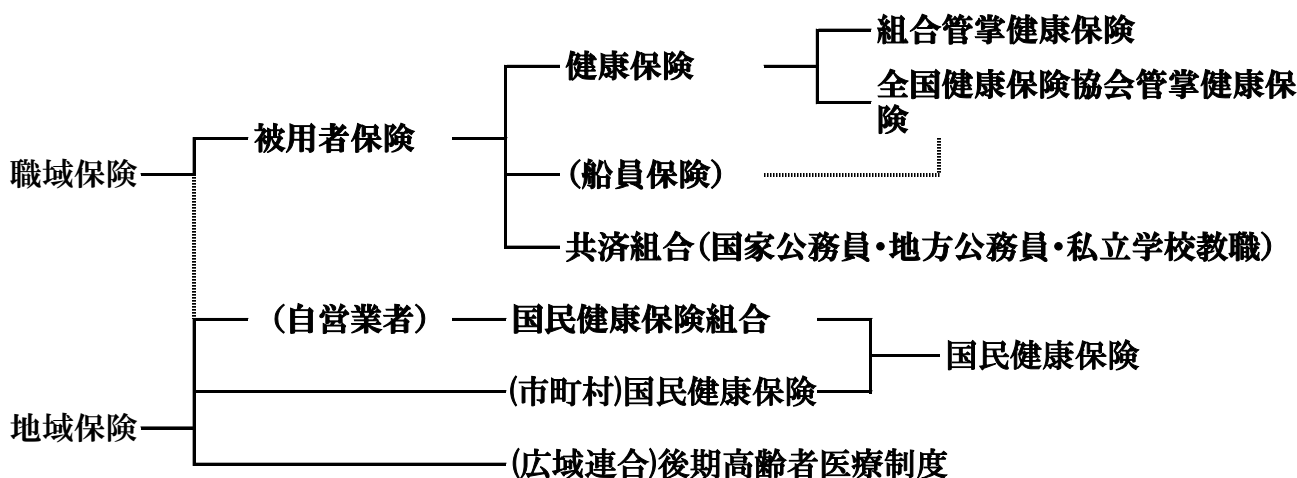 組合管掌健康保険
健康保険
全国健康保険協会管掌健康保
険
被用者保険
職域保険
(船員保険)
共済組合(国家公務員・地方公務員・私立学校教職)
(自営業者)
国民健康保険組合
国民健康保険
(市町村)国民健康保険
地域保険
(広域連合)後期高齢者医療制度